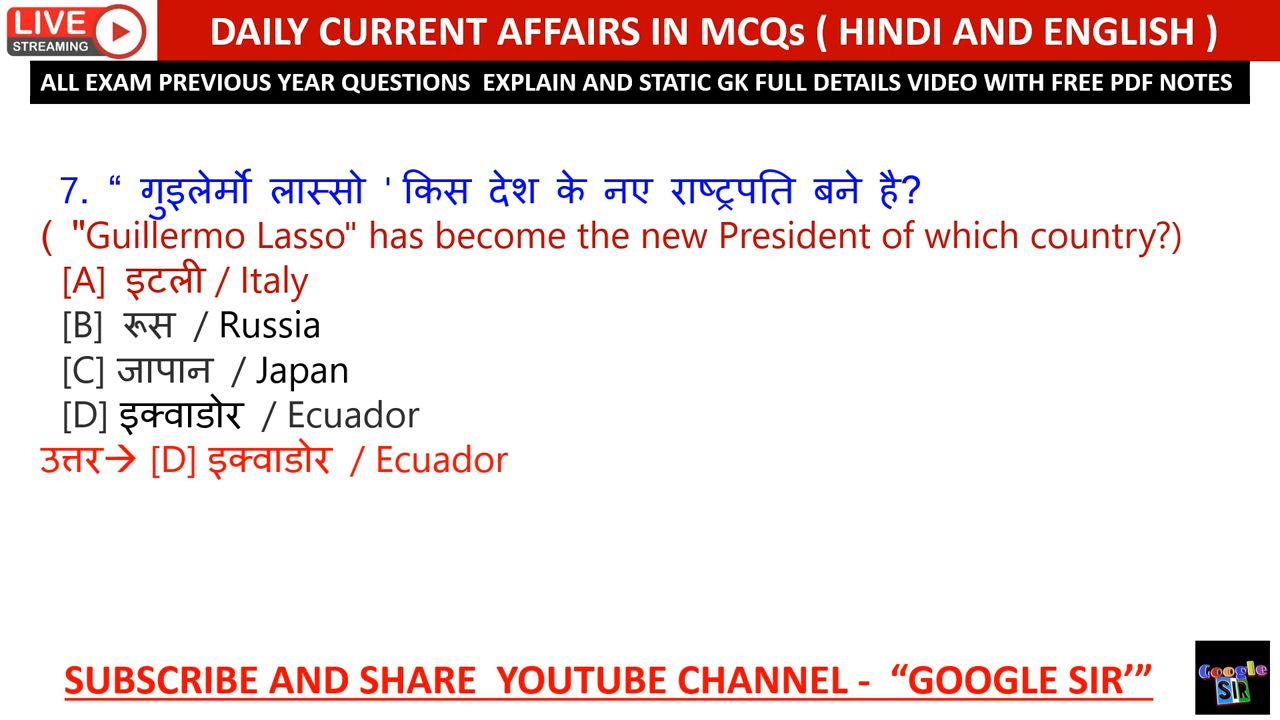 LIVE
STREAMING
DAILY CURRENT AFFAIRS IN MCQs ( HINDI AND ENGLISH )
ALL EXAM PREVIOUS YEAR QUESTIONS EXPLAIN AND STATIC GK FULL DETAILS VIDEO WITH FREE PDF NOTES
7. “ गुइलेर्मो लास्सो ' किस देश के नए राष्ट्रपति बने है?
( "Guillermo Lasso" has become the new President of which country?)
[A] इटली / Italy
[B] रूस / Russia
[C] जापान / Japan
[D] इक्वाडोर / Ecuador
उत्तर→ [D] इक्वाडोर / Ecuador
SUBSCRIBE AND SHARE YOUTUBE CHANNEL - “GOOGLE SIR’”
Google
SIR